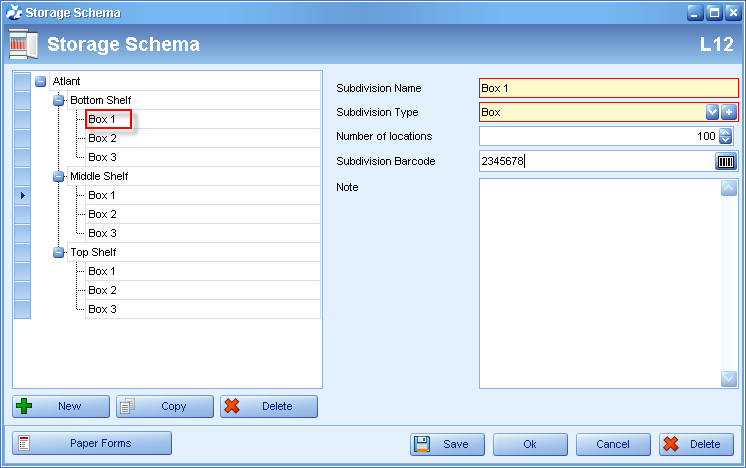 Storage Schema
Storage Schema L12
Atlant
Bottom Shelf
Box 1
Box 2
Box 3
Middle Shelf
Box 1
Box 2
Box 3
Top Shelf
Box 1
Box 2
Box 3
Subdivision Name Box 1
Subdivision Type Box
Number of locations 100
Subdivision Barcode 2345678
Note
New Copy Delete
Paper Forms Save Ok Cancel Delete